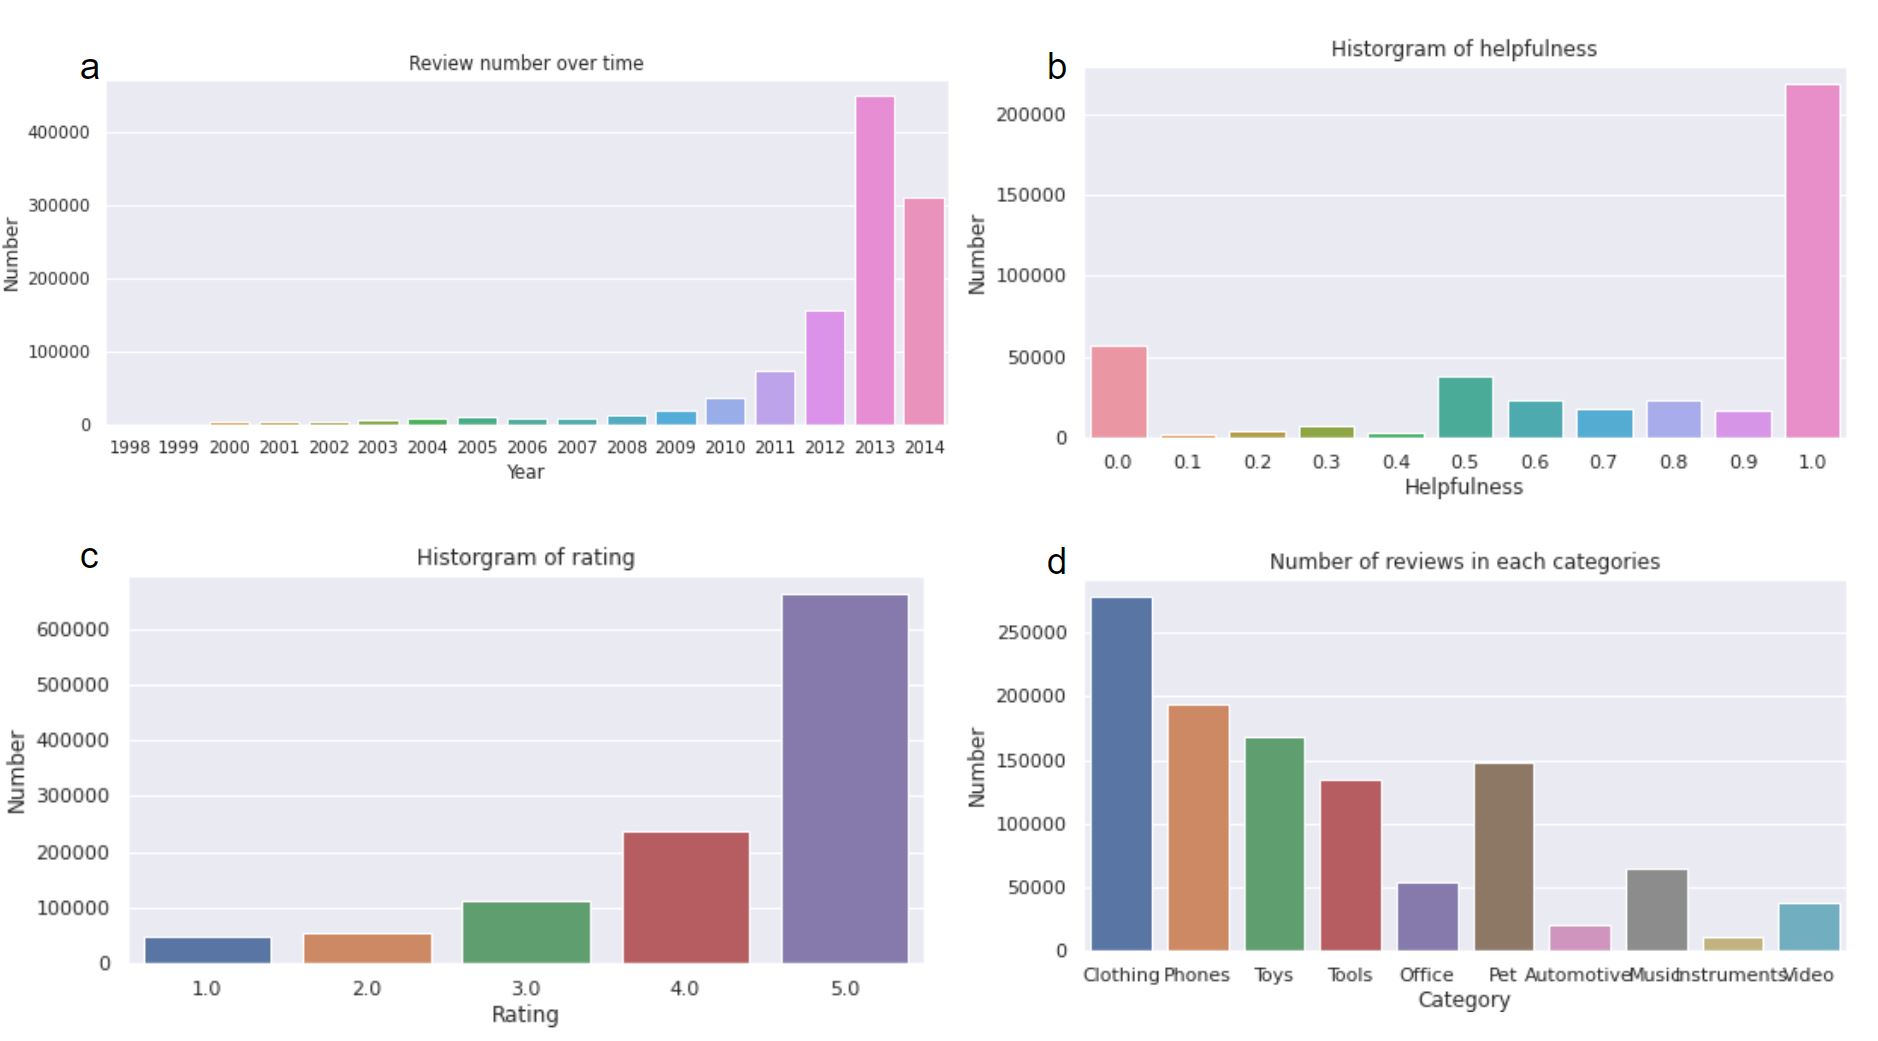 a
Review number over time
Number
400000
300000
200000
100000
0
1998 1999 2000 2001 2002 2003 2004 2005 2006 2007 2008 2009 2010 2011 2012 2013 2014
Year
b
Historgram of helpfulness
Number
200000
150000
100000
50000
0
0.0 0.1 0.2 0.3 0.4 0.5 0.6 0.7 0.8 0.9 1.0
Helpfulness
c
Historgram of rating
Number
600000
500000
400000
300000
200000
100000
0
1.0 2.0 3.0 4.0 5.0
Rating
d
Number of reviews in each categories
Number
250000
200000
150000
100000
50000
0
Clothing Phones Toys Tools Office Pet Automotive Music Instruments Video
Category